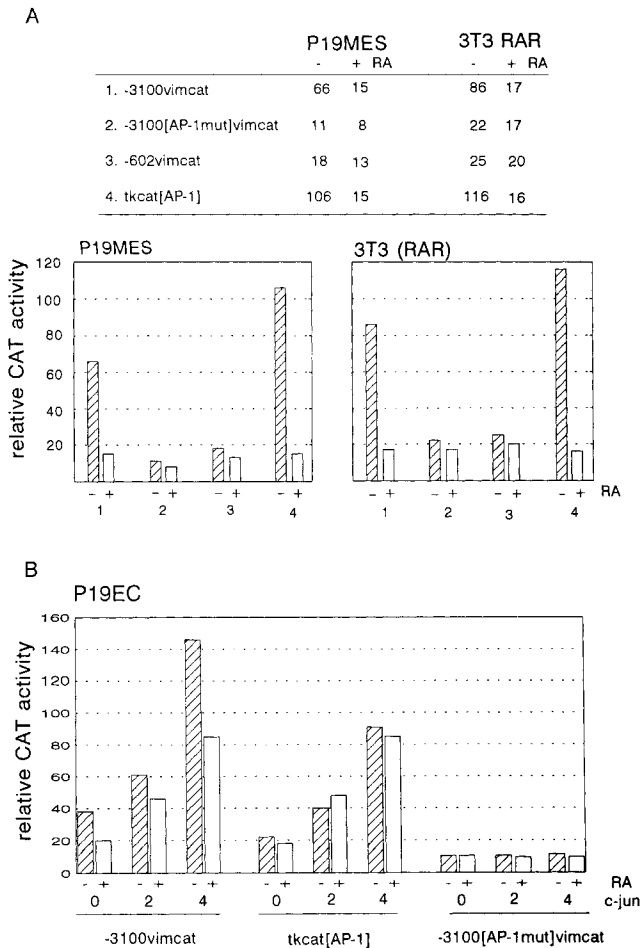 A
P19MES 3T3 RAR
- + RA - + RA
1. -3100vimcat 66 15 86 17
2. -3100[AP-1mut]vimcat 11 8 22 17
3. -602vimcat 18 13 25 20
4. tkcat[AP-1] 106 15 116 16
P19MES 3T3 (RAR)
relative CAT activity
120
100
80
60
40
20
- + - + - + - + - + - + - + - + RA
1 2 3 4 1 2 3 4
B
P19EC
relative CAT activity
160
140
120
100
80
60
40
20
0
- + - + - + - + - + - + - + - + - + RA
0 2 4 0 2 4 0 2 4 c-jun
-3100vimcat tkcat[AP-1] -3100[AP-1mut]vimcat